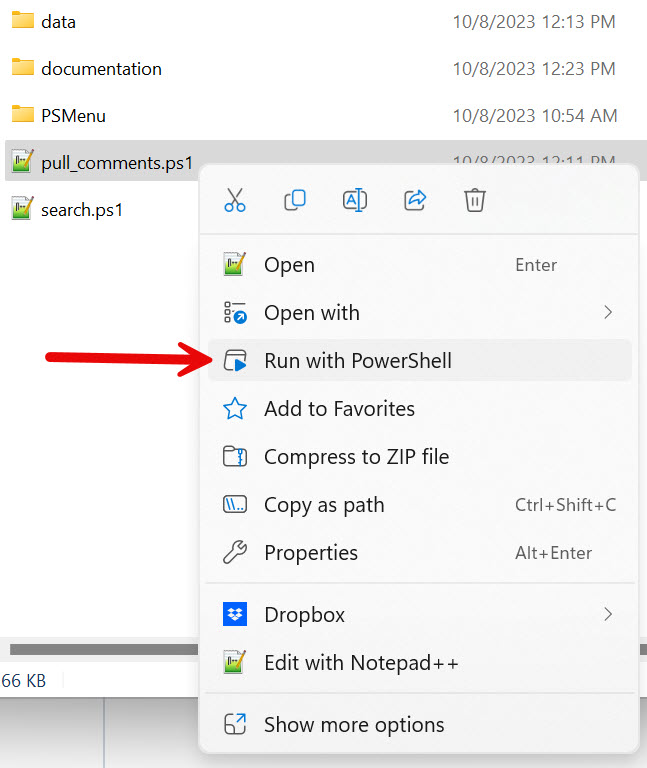 data 10/8/2023 12:13 PM
documentation 10/8/2023 12:23 PM
PSMenu 10/8/2023 10:54 AM
pull_comments.ps1 10/8/2023 12:11 PM
search.ps1
Open Enter
Open with
Run with PowerShell
Add to Favorites
Compress to ZIP file
Copy as path Ctrl+Shift+C
Properties Alt+Enter
Dropbox
Edit with Notepad++
66 KB
Show more options